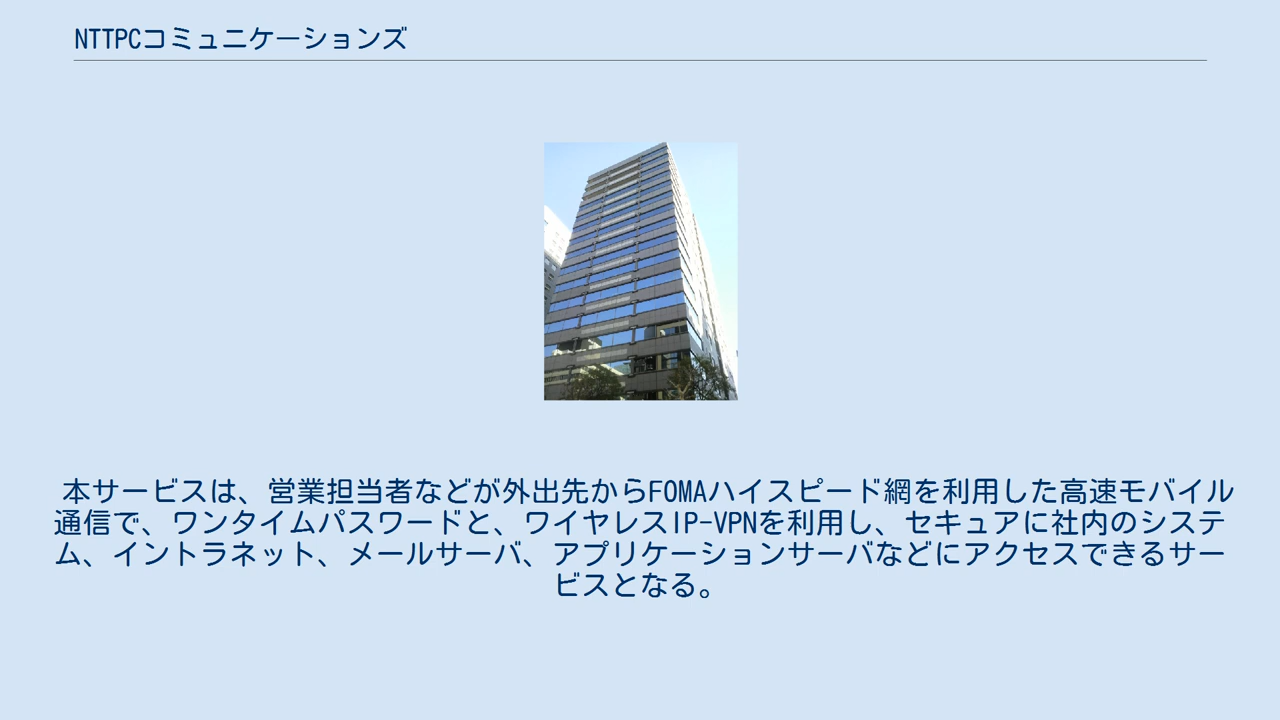 NTTPCコミュニケーションズ
本サービスは、営業担当者などが外出先からFOMAハイスピード網を利用した高速モバイル
通信で、ワンタイムパスワードと、ワイヤレスIP-VPNを利用し、セキュアに社内のシステ
ム、イントラネット、メールサーバ、アプリケーションサーバなどにアクセスできるサー
ビスとなる。